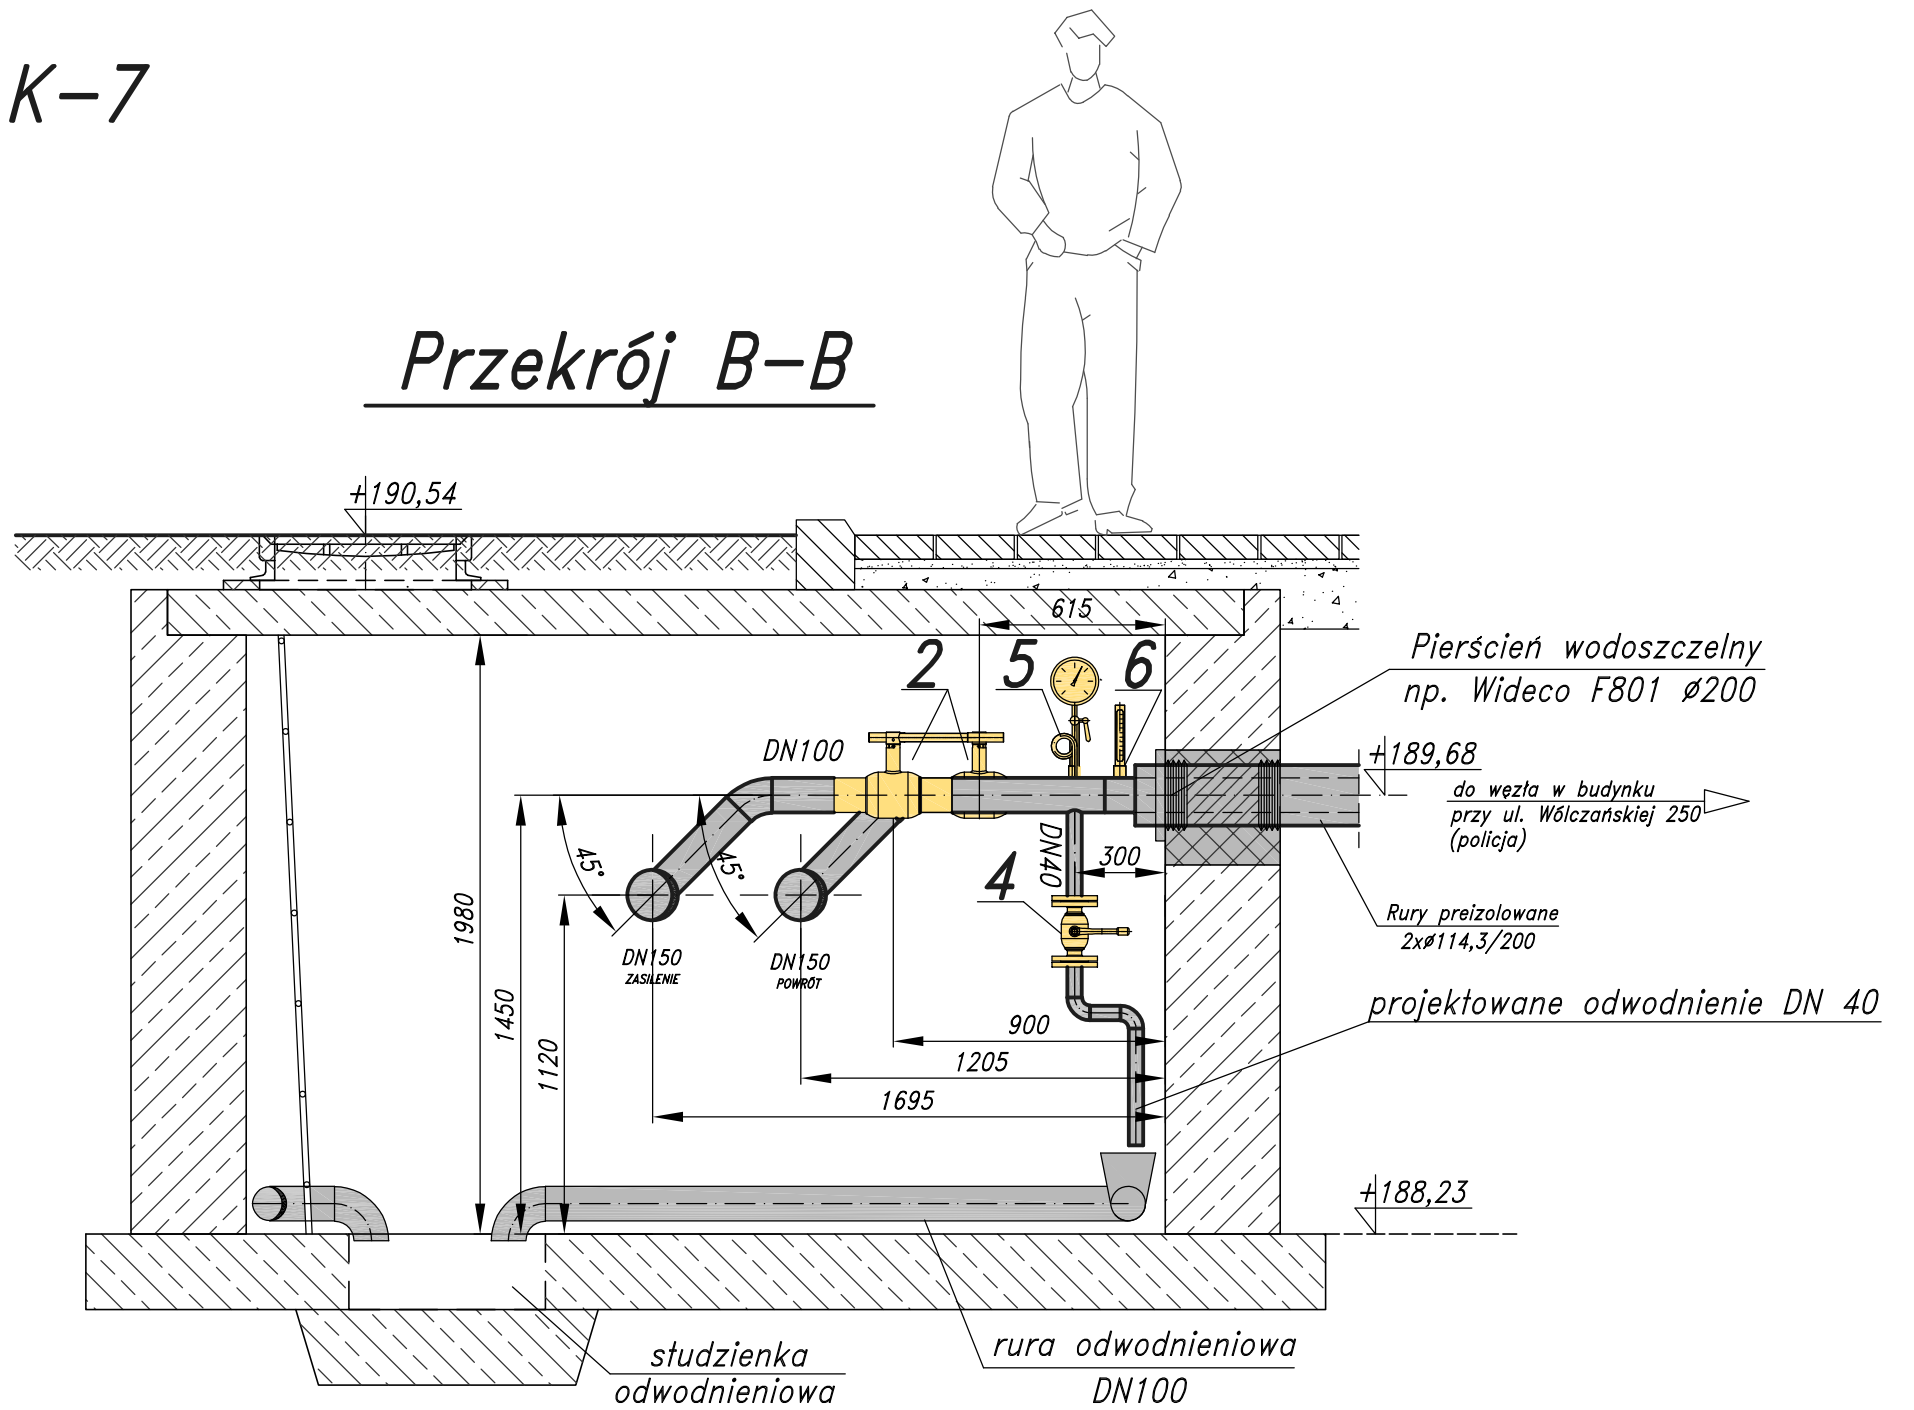 K-7
Przekrój B-B
+190,54
615
2
5
6
Pierścień wodoszczelny
np. Wideco F801 ø200
DN100
+189,68
do węzła w budynku
przy ul. Wólczańskiej 250
(policja)
45°
45°
DN40
300
4
1980
Rury preizolowane
2xø114,3/200
DN150
ZASILENIE
DN150
POWRÓT
1450
1120
projektowane odwodnienie DN 40
900
1205
1695
+188,23
studzienka
odwodnieniowa
rura odwodnieniowa
DN100